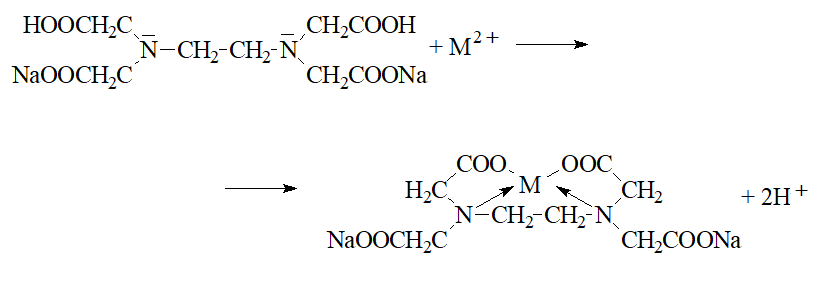 HOOCH₂C CH₂COOH
N̅–CH₂–CH₂–N̅ + M²⁺
NaOOCH₂C CH₂COONa
COO OOC
M
H₂C CH₂
N–CH₂–CH₂–N + 2H⁺
NaOOCH₂C CH₂COONa